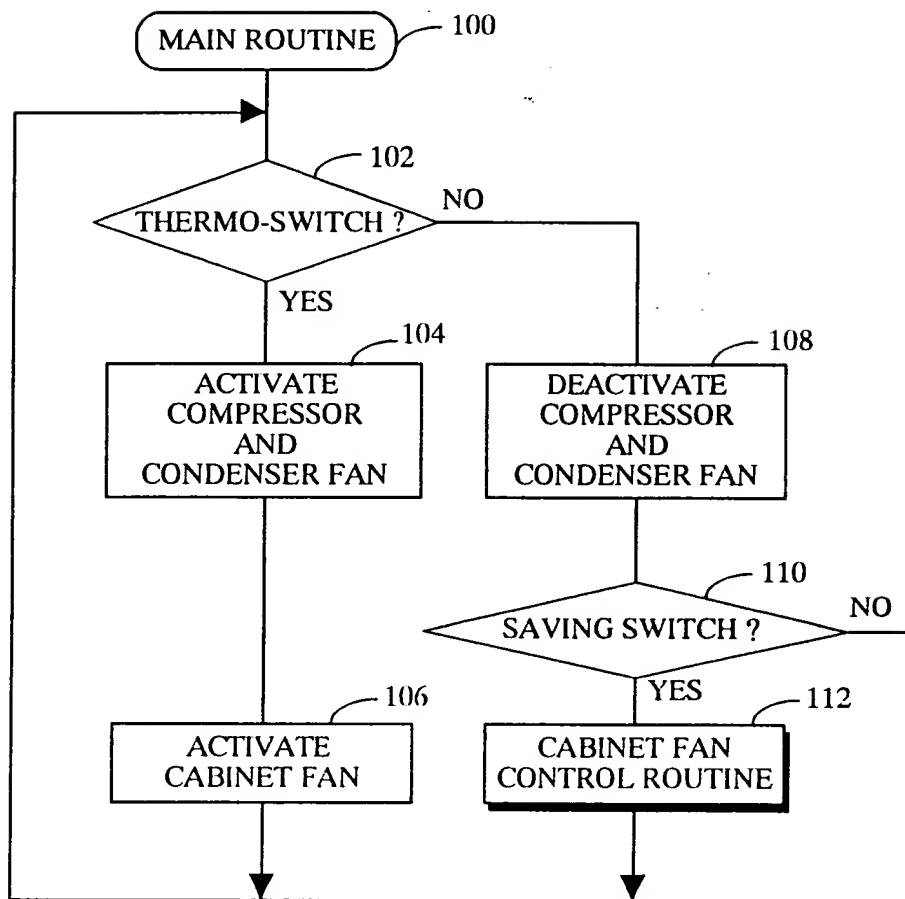 MAIN ROUTINE
100
102
THERMO-SWITCH ?
NO
YES
104
ACTIVATE
COMPRESSOR
AND
CONDENSER FAN
108
DEACTIVATE
COMPRESSOR
AND
CONDENSER FAN
110
SAVING SWITCH ?
NO
YES
106
ACTIVATE
CABINET FAN
112
CABINET FAN
CONTROL ROUTINE